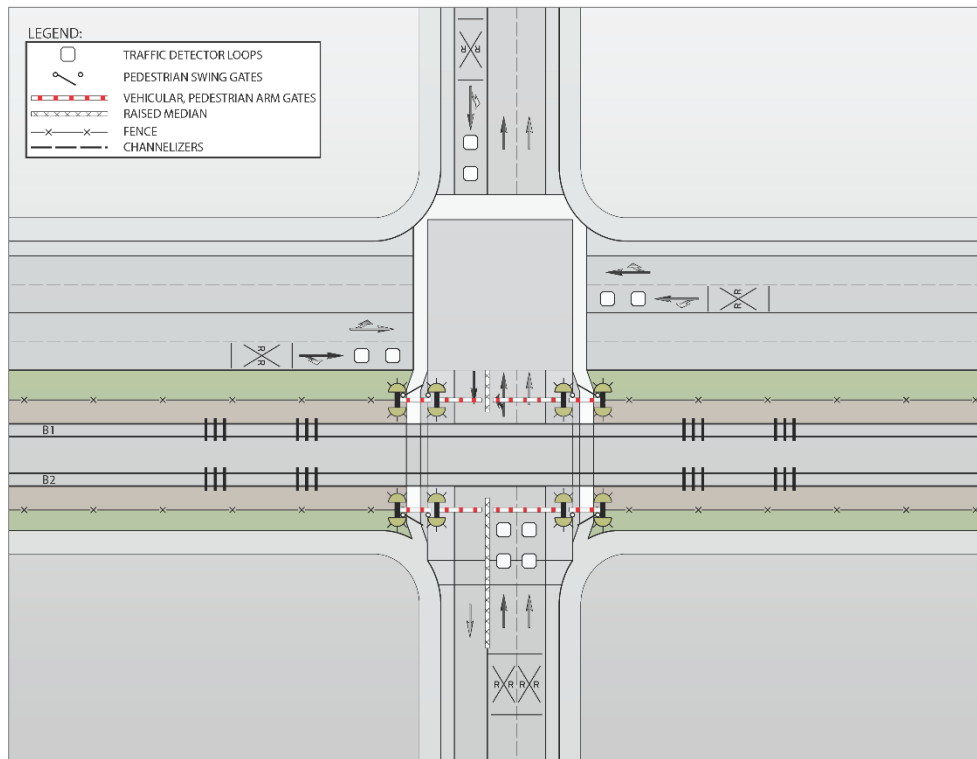 LEGEND:
TRAFFIC DETECTOR LOOPS
PEDESTRIAN SWING GATES
VEHICULAR, PEDESTRIAN ARM GATES
RAISED MEDIAN
FENCE
CHANNELIZERS
R R
R R
R R
B1
B2
R R R R